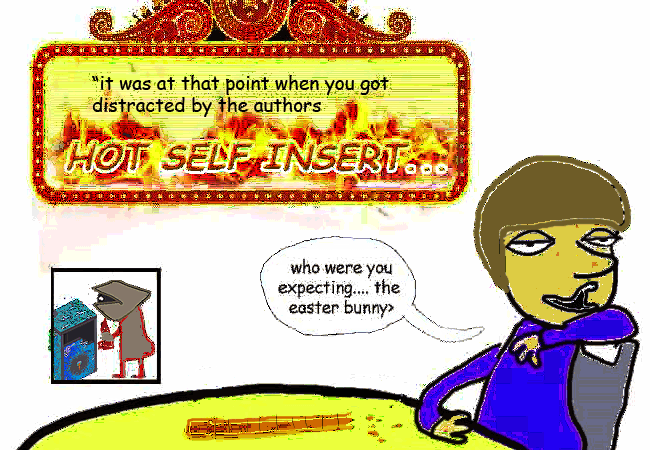 “it was at that point when you got
distracted by the authors
HOT SELF INSERT...
who were you
expecting.... the
easter bunny>